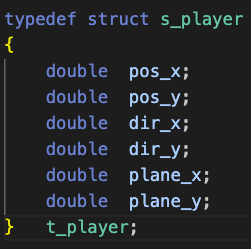 typedef struct s_player
{
    double  pos_x;
    double  pos_y;
    double  dir_x;
    double  dir_y;
    double  plane_x;
    double  plane_y;
}   t_player;